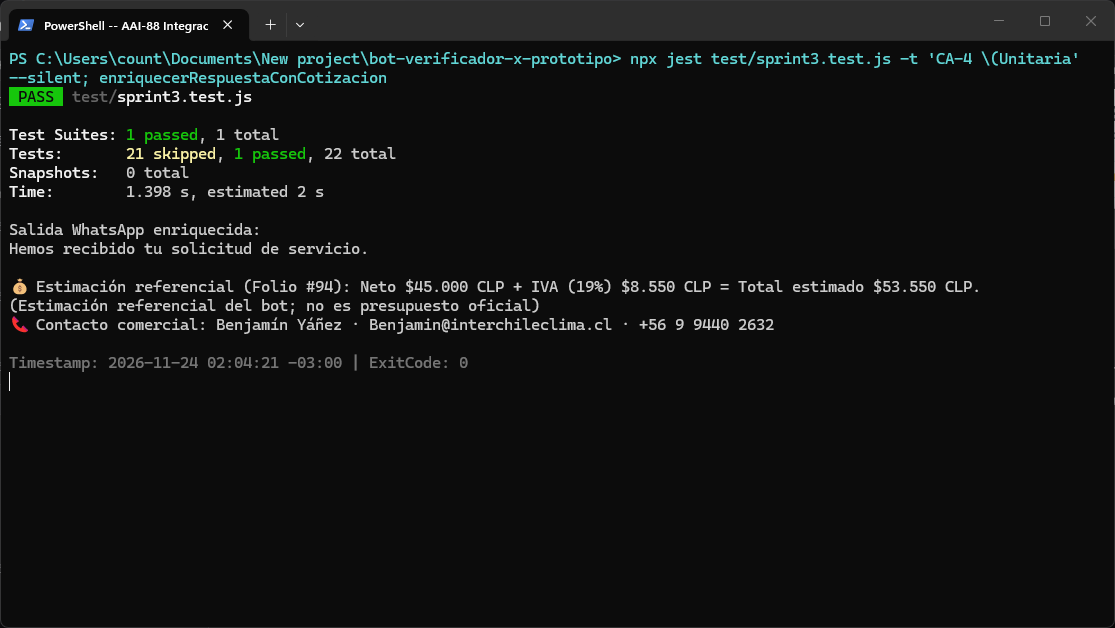 PowerShell -- AAI-88 Integrac
PS C:\Users\count\Documents\New project\bot-verificador-x-prototipo> npx jest test/sprint3.test.js -t 'CA-4 \(Unitaria'
--silent; enriquecerRespuestaConCotizacion
PASS test/sprint3.test.js
Test Suites: 1 passed, 1 total
Tests: 21 skipped, 1 passed, 22 total
Snapshots: 0 total
Time: 1.398 s, estimated 2 s
Salida WhatsApp enriquecida:
Hemos recibido tu solicitud de servicio.
💰 Estimación referencial (Folio #94): Neto $45.000 CLP + IVA (19%) $8.550 CLP = Total estimado $53.550 CLP.
(Estimación referencial del bot; no es presupuesto oficial)
📞 Contacto comercial: Benjamín Yáñez · Benjamin@interchileclima.cl · +56 9 9440 2632
Timestamp: 2026-11-24 02:04:21 -03:00 | ExitCode: 0